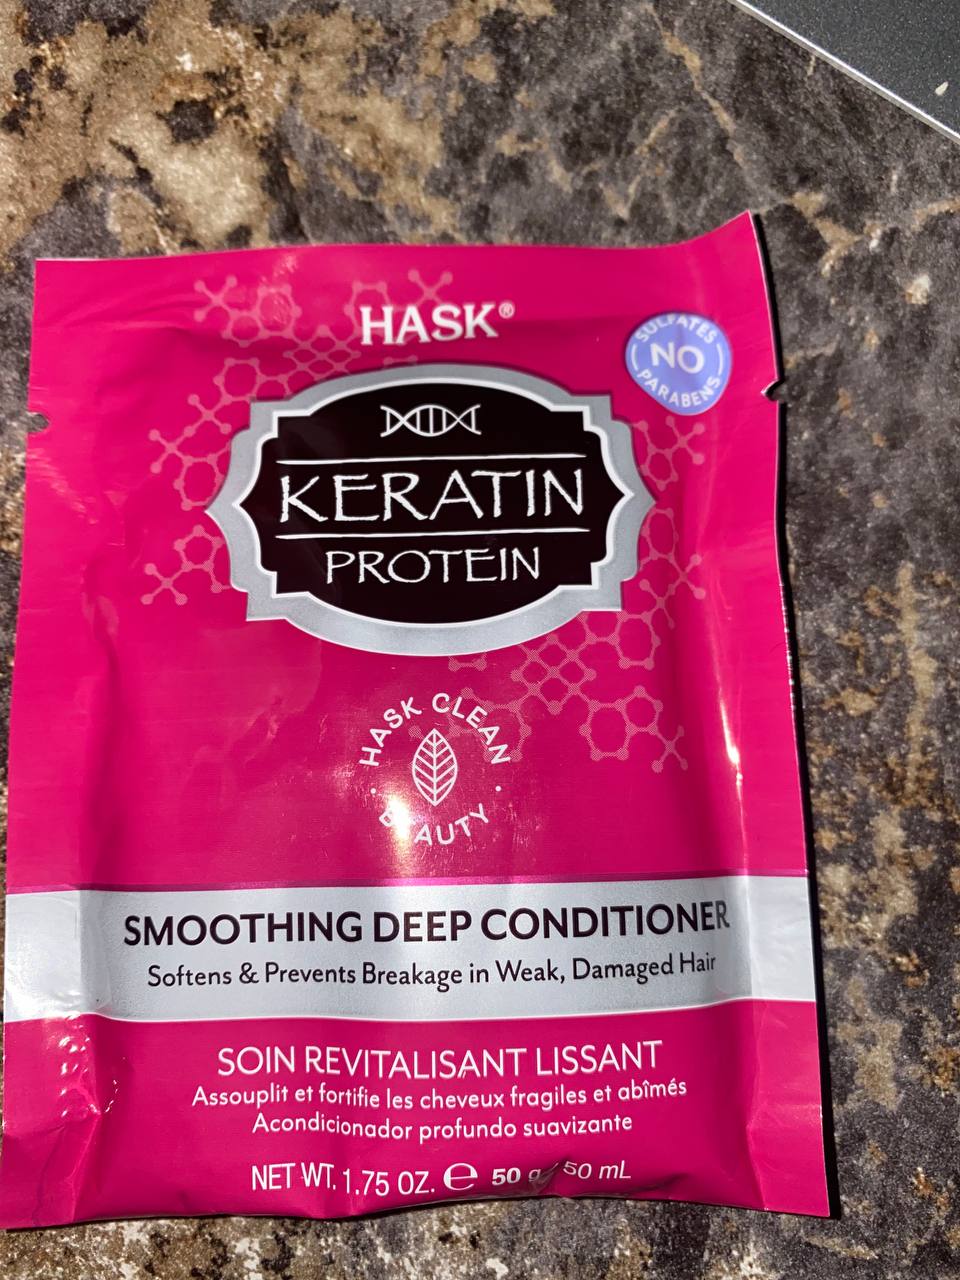 HASK®
SULFATES
NO
PARABENS
KERATIN
PROTEIN
HASK CLEAN
BEAUTY
SMOOTHING DEEP CONDITIONER
Softens & Prevents Breakage in Weak, Damaged Hair
SOIN REVITALISANT LISSANT
Assouplit et fortifie les cheveux fragiles et abîmés
Acondicionador profundo suavizante
NET WT. 1.75 OZ. ℮ 50 g / 50 mL